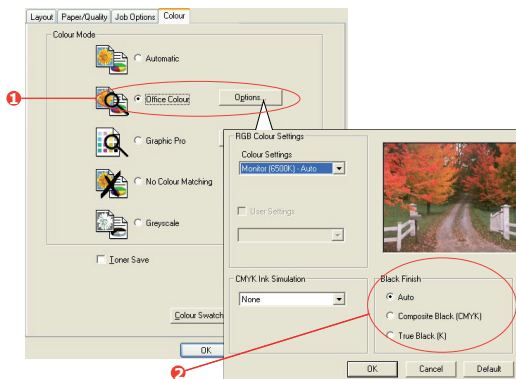 Layout Paper/Quality Job Options Colour
Colour Mode
Automatic
1
Office Colour
Options...
Graphic Pro
No Colour Matching
Greyscale
Toner Save
Colour Swatch
OK
RGB Colour Settings
Colour Settings
Monitor (6500K) - Auto
User Settings
CMYK Ink Simulation
None
Black Finish
Auto
Composite Black (CMYK)
True Black (K)
2
OK Cancel Default